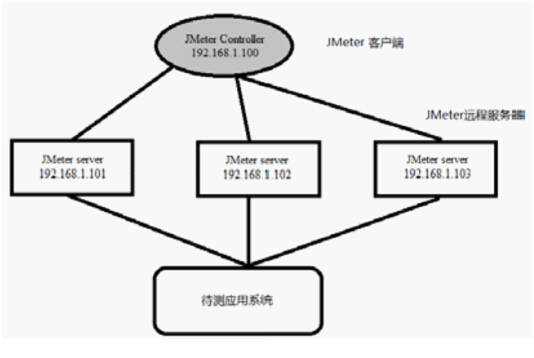 JMeter Controller
192.168.1.100
JMeter 客户端
JMeter远程服务器
JMeter server
192.168.1.101
JMeter server
192.168.1.102
JMeter server
192.168.1.103
待测应用系统